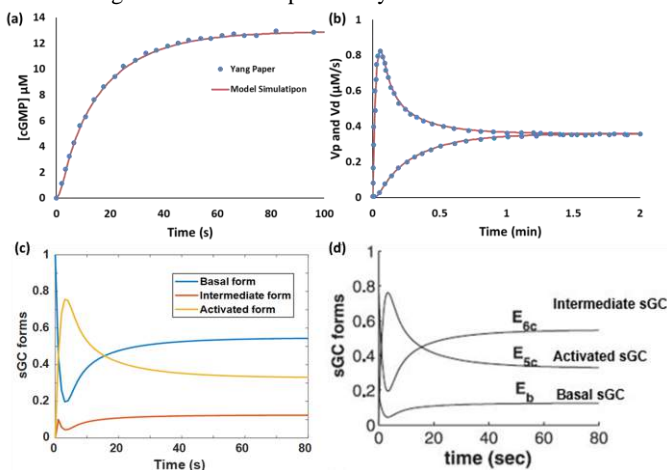 (a)
14
12
10
8
6
4
2
0
[cGMP] µM
Yang Paper
Model Simulatipon
0 20 40 60 80 100
Time (s)
(b)
1
0.8
0.6
0.4
0.2
0
Vp and Vd (µM/s)
0 0.5 1 1.5 2
Time (min)
(c)
1
0.8
0.6
0.4
0.2
0
sGC forms
Basal form
Intermediate form
Activated form
0 20 40 60 80
Time (s)
(d)
1
0.8
0.6
0.4
0.2
0
sGC forms
E6c
Intermediate sGC
E5c
Activated sGC
Eb
Basal sGC
0 20 40 60 80
time (sec)